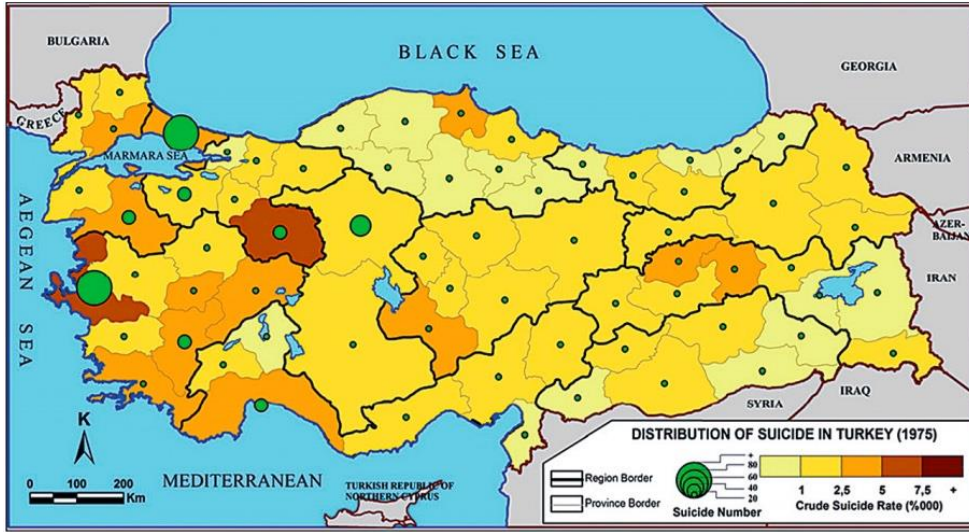 BULGARIA
BLACK SEA
GEORGIA
GREECE
MARMARA SEA
ARMENIA
AZER-
BAIJAN
IRAN
AEGEAN SEA
IRAQ
SYRIA
K
0 100 200
Km
MEDITERRANEAN
TURKISH REPUBLIC OF
NORTHERN CYPRUS
DISTRIBUTION OF SUICIDE IN TURKEY (1975)
Region Border
Province Border
+
80
60
40
20
Suicide Number
1 2,5 5 7,5 +
Crude Suicide Rate (%000)